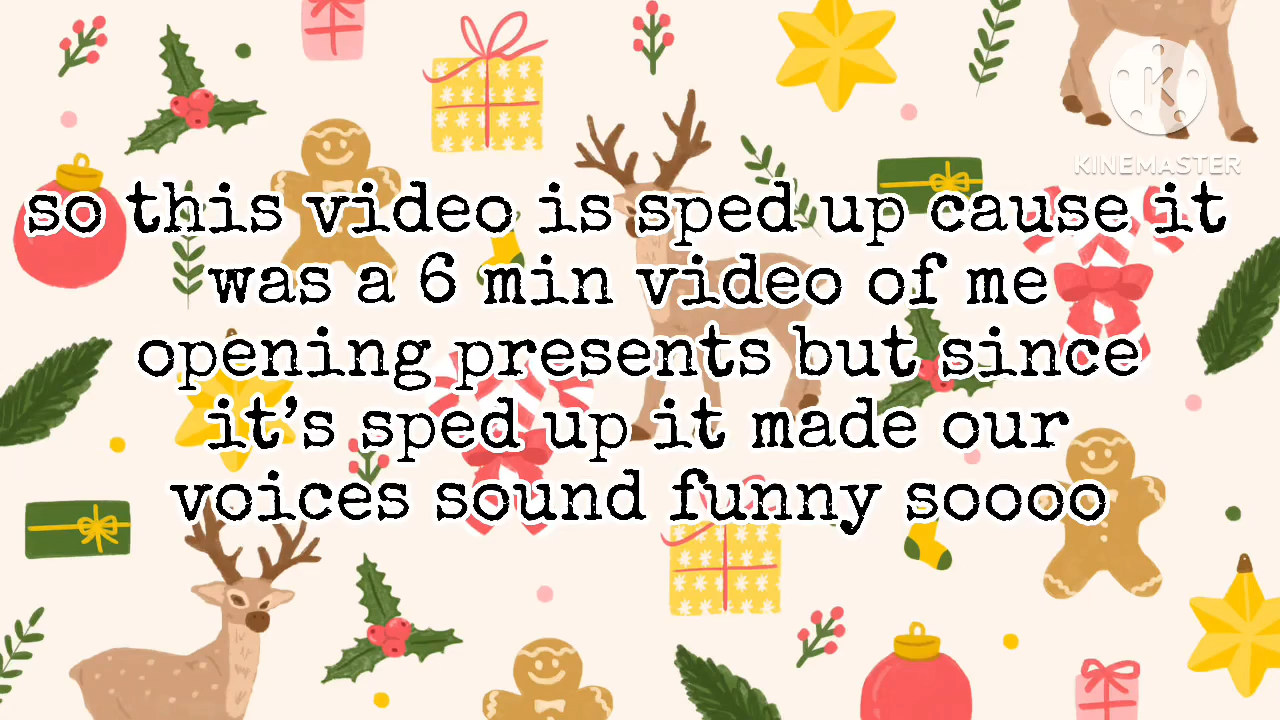 KINEMASTER
so this video is sped up cause it
was a 6 min video of me
opening presents but since
it's sped up it made our
voices sound funny soooo